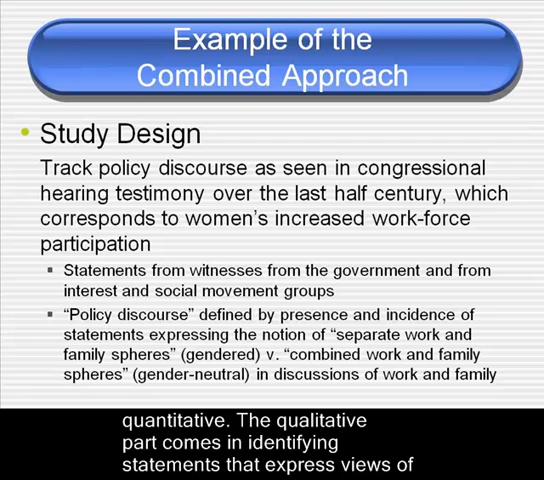 Example of the
Combined Approach
• Study Design
Track policy discourse as seen in congressional
hearing testimony over the last half century, which
corresponds to women's increased work-force
participation
▪ Statements from witnesses from the government and from
interest and social movement groups
▪ “Policy discourse” defined by presence and incidence of
statements expressing the notion of “separate work and
family spheres” (gendered) v. “combined work and family
spheres” (gender-neutral) in discussions of work and family
quantitative. The qualitative
part comes in identifying
statements that express views of